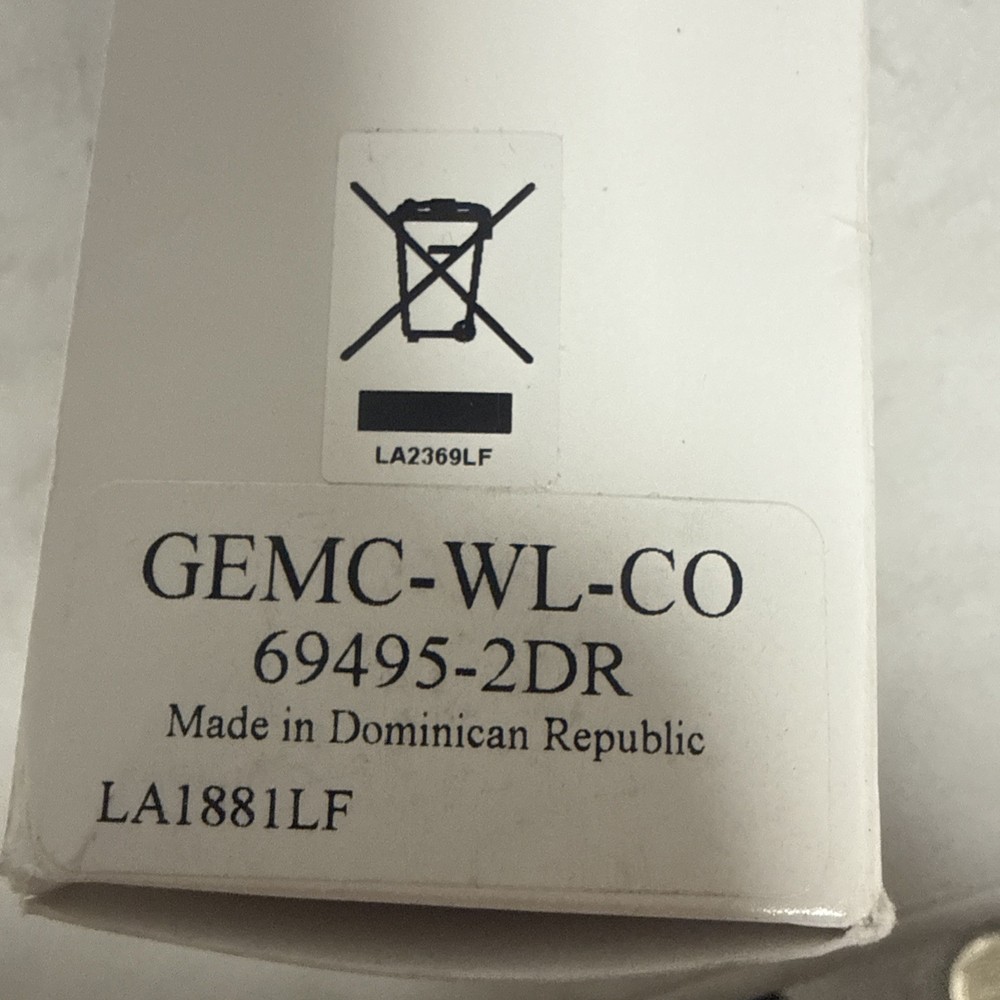 LA2369LF
GEMC-WL-CO
69495-2DR
Made in Dominican Republic
LA1881LF